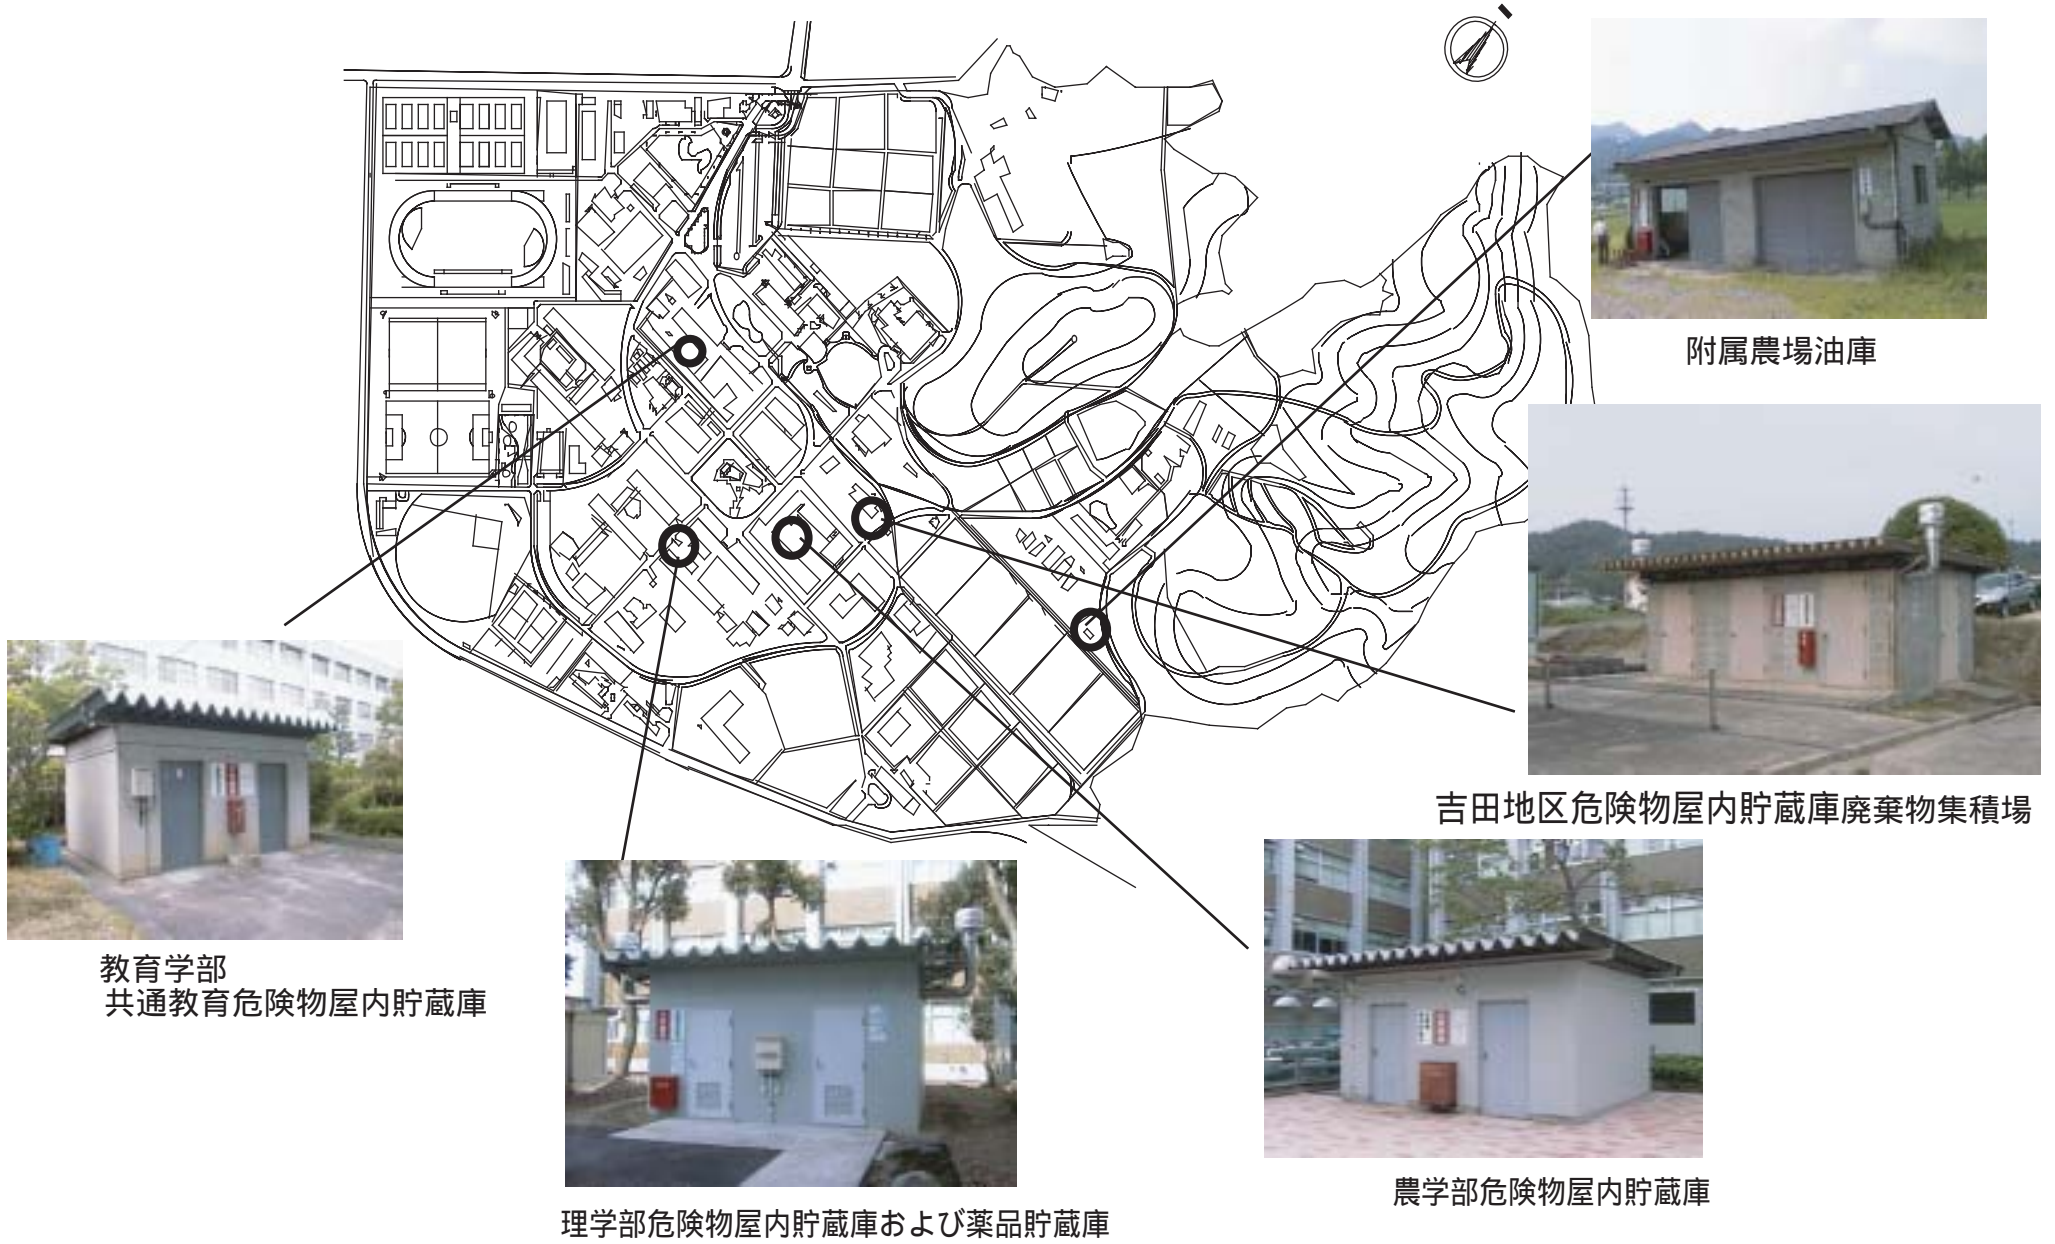 附属農場油庫
吉田地区危険物屋内貯蔵庫廃棄物集積場
教育学部
共通教育危険物屋内貯蔵庫
農学部危険物屋内貯蔵庫
理学部危険物屋内貯蔵庫および薬品貯蔵庫